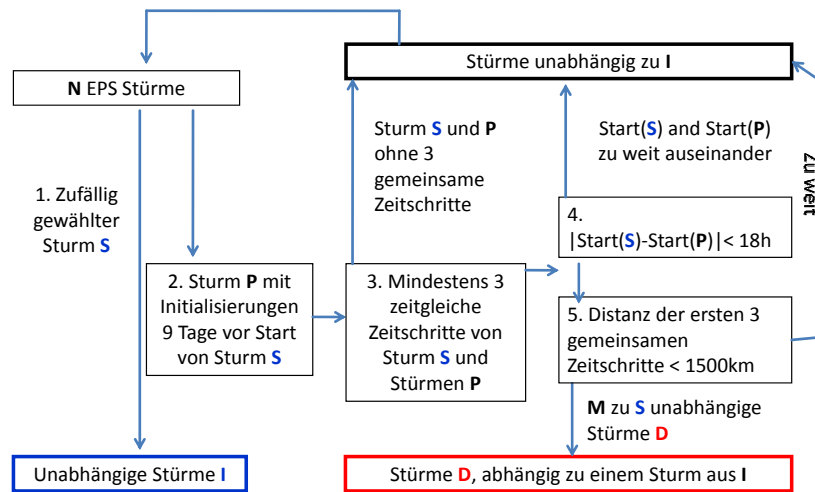 Stürme unabhängig zu I
N EPS Stürme
Sturm S und P
ohne 3
gemeinsame
Zeitschritte
Start(S) and Start(P)
zu weit auseinander
Zu weit
1. Zufällig
gewählter
Sturm S
4.
|Start(S)-Start(P)|< 18h
2. Sturm P mit
Initialisierungen
9 Tage vor Start
von Sturm S
3. Mindestens 3
zeitgleiche
Zeitschritte von
Sturm S und
Stürmen P
5. Distanz der ersten 3
gemeinsamen
Zeitschritte < 1500km
M zu S unabhängige
Stürme D
Unabhängige Stürme I
Stürme D, abhängig zu einem Sturm aus I